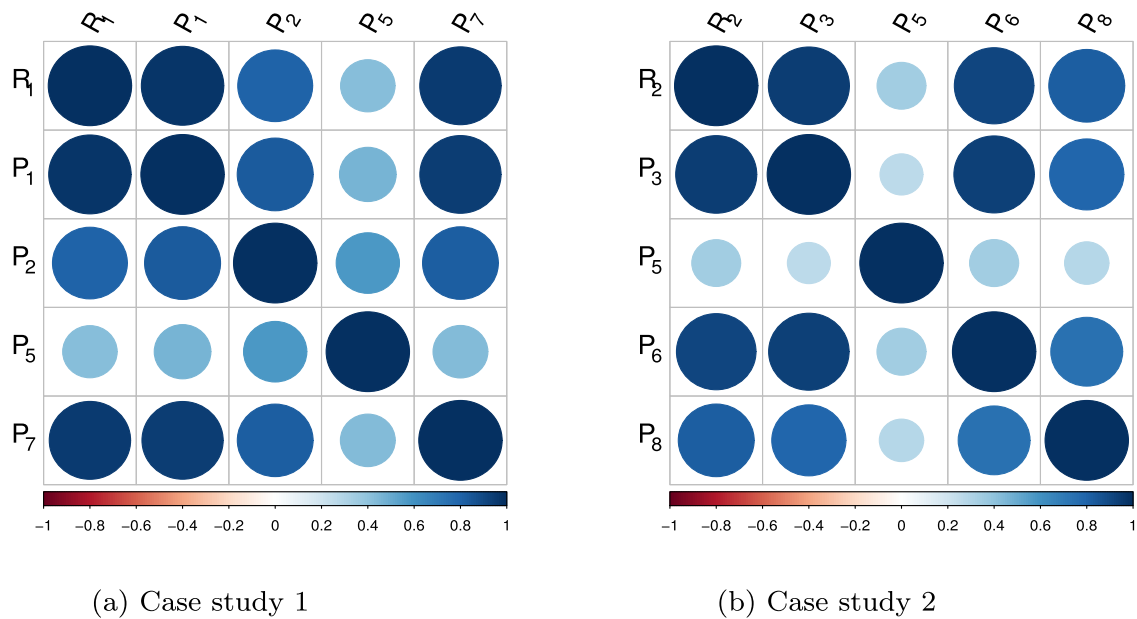 R1 P1 P2 P5 P7
R1
P1
P2
P5
P7
−1 −0.8 −0.6 −0.4 −0.2 0 0.2 0.4 0.6 0.8 1
(a) Case study 1
R2 P3 P5 P6 P8
R2
P3
P5
P6
P8
−1 −0.8 −0.6 −0.4 −0.2 0 0.2 0.4 0.6 0.8 1
(b) Case study 2